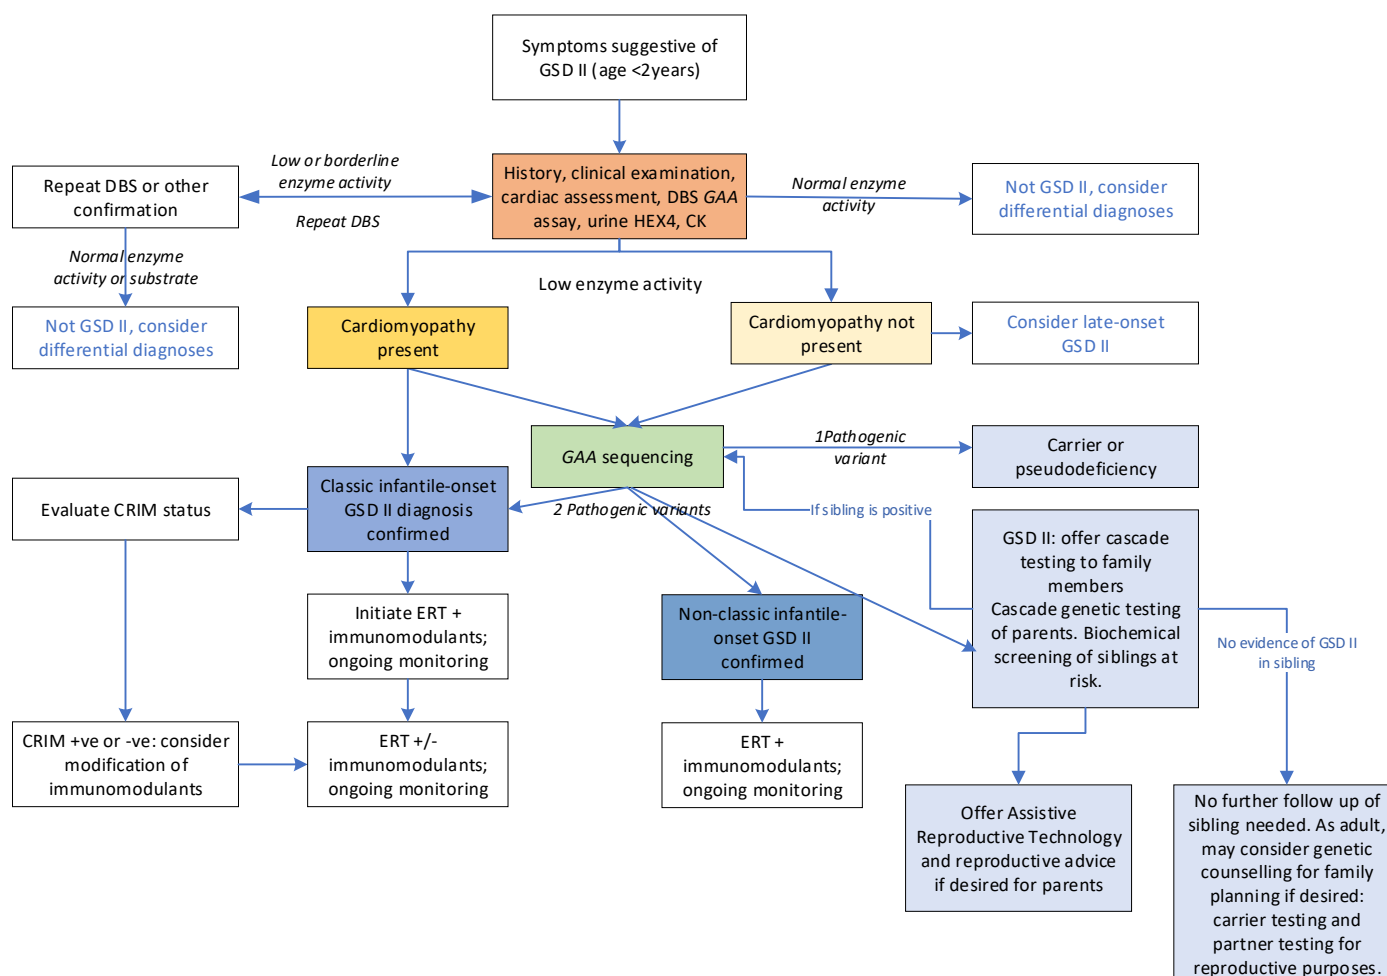 Symptoms suggestive of
GSD II (age <2years)
Low or borderline
enzyme activity
Repeat DBS
Repeat DBS or other
confirmation
History, clinical examination,
cardiac assessment, DBS GAA
assay, urine HEX4, CK
Normal enzyme
activity
Not GSD II, consider
differential diagnoses
Normal enzyme
activity or substrate
Low enzyme activity
Not GSD II, consider
differential diagnoses
Cardiomyopathy
present
Cardiomyopathy not
present
Consider late-onset
GSD II
GAA sequencing
1Pathogenic
variant
Carrier or
pseudodeficiency
Evaluate CRIM status
Classic infantile-onset
GSD II diagnosis
confirmed
2 Pathogenic variants
If sibling is positive
GSD II: offer cascade
testing to family
members
Cascade genetic testing
of parents. Biochemical
screening of siblings at
risk.
No evidence of GSD II
in sibling
Initiate ERT +
immunomodulants;
ongoing monitoring
Non-classic infantile-
onset GSD II
confirmed
CRIM +ve or -ve: consider
modification of
immunomodulants
ERT +/-
immunomodulants;
ongoing monitoring
ERT +
immunomodulants;
ongoing monitoring
Offer Assistive
Reproductive Technology
and reproductive advice
if desired for parents
No further follow up of
sibling needed. As adult,
may consider genetic
counselling for family
planning if desired:
carrier testing and
partner testing for
reproductive purposes.